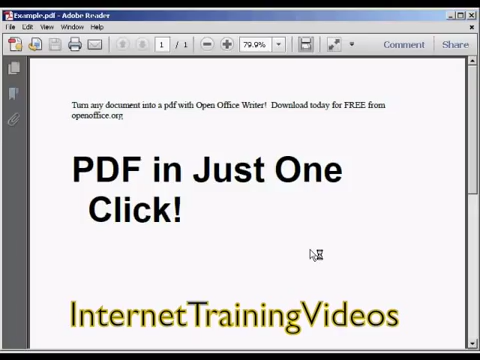 Example.pdf - Adobe Reader
File Edit View Window Help
1 / 1 79.9% Comment Share
Turn any document into a pdf with Open Office Writer! Download today for FREE from
openoffice.org
PDF in Just One
Click!
InternetTrainingVideos